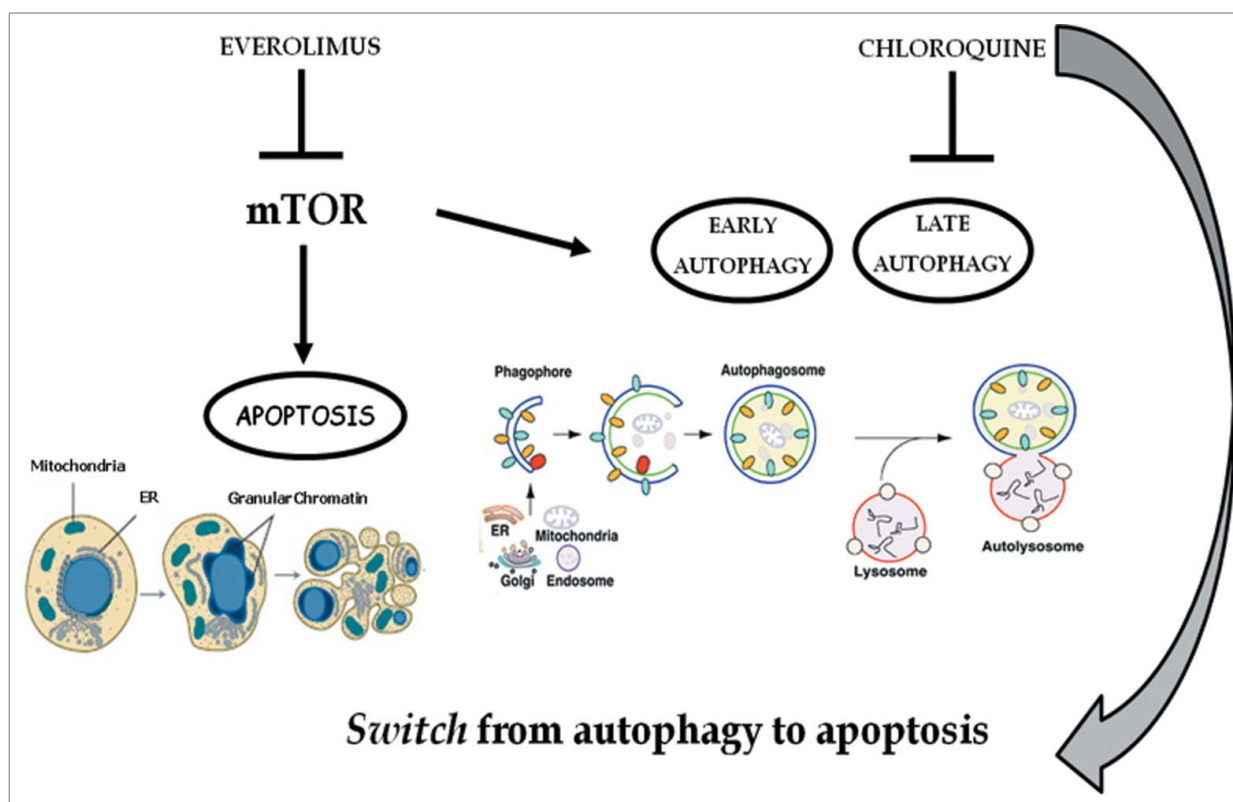 EVEROLIMUS
CHLOROQUINE
mTOR
EARLY
AUTOPHAGY
LATE
AUTOPHAGY
APOPTOSIS
Mitochondria
ER
Granular Chromatin
Phagophore
Autophagosome
ER
Mitochondria
Golgi
Endosome
Lysosome
Autolysosome
Switch from autophagy to apoptosis